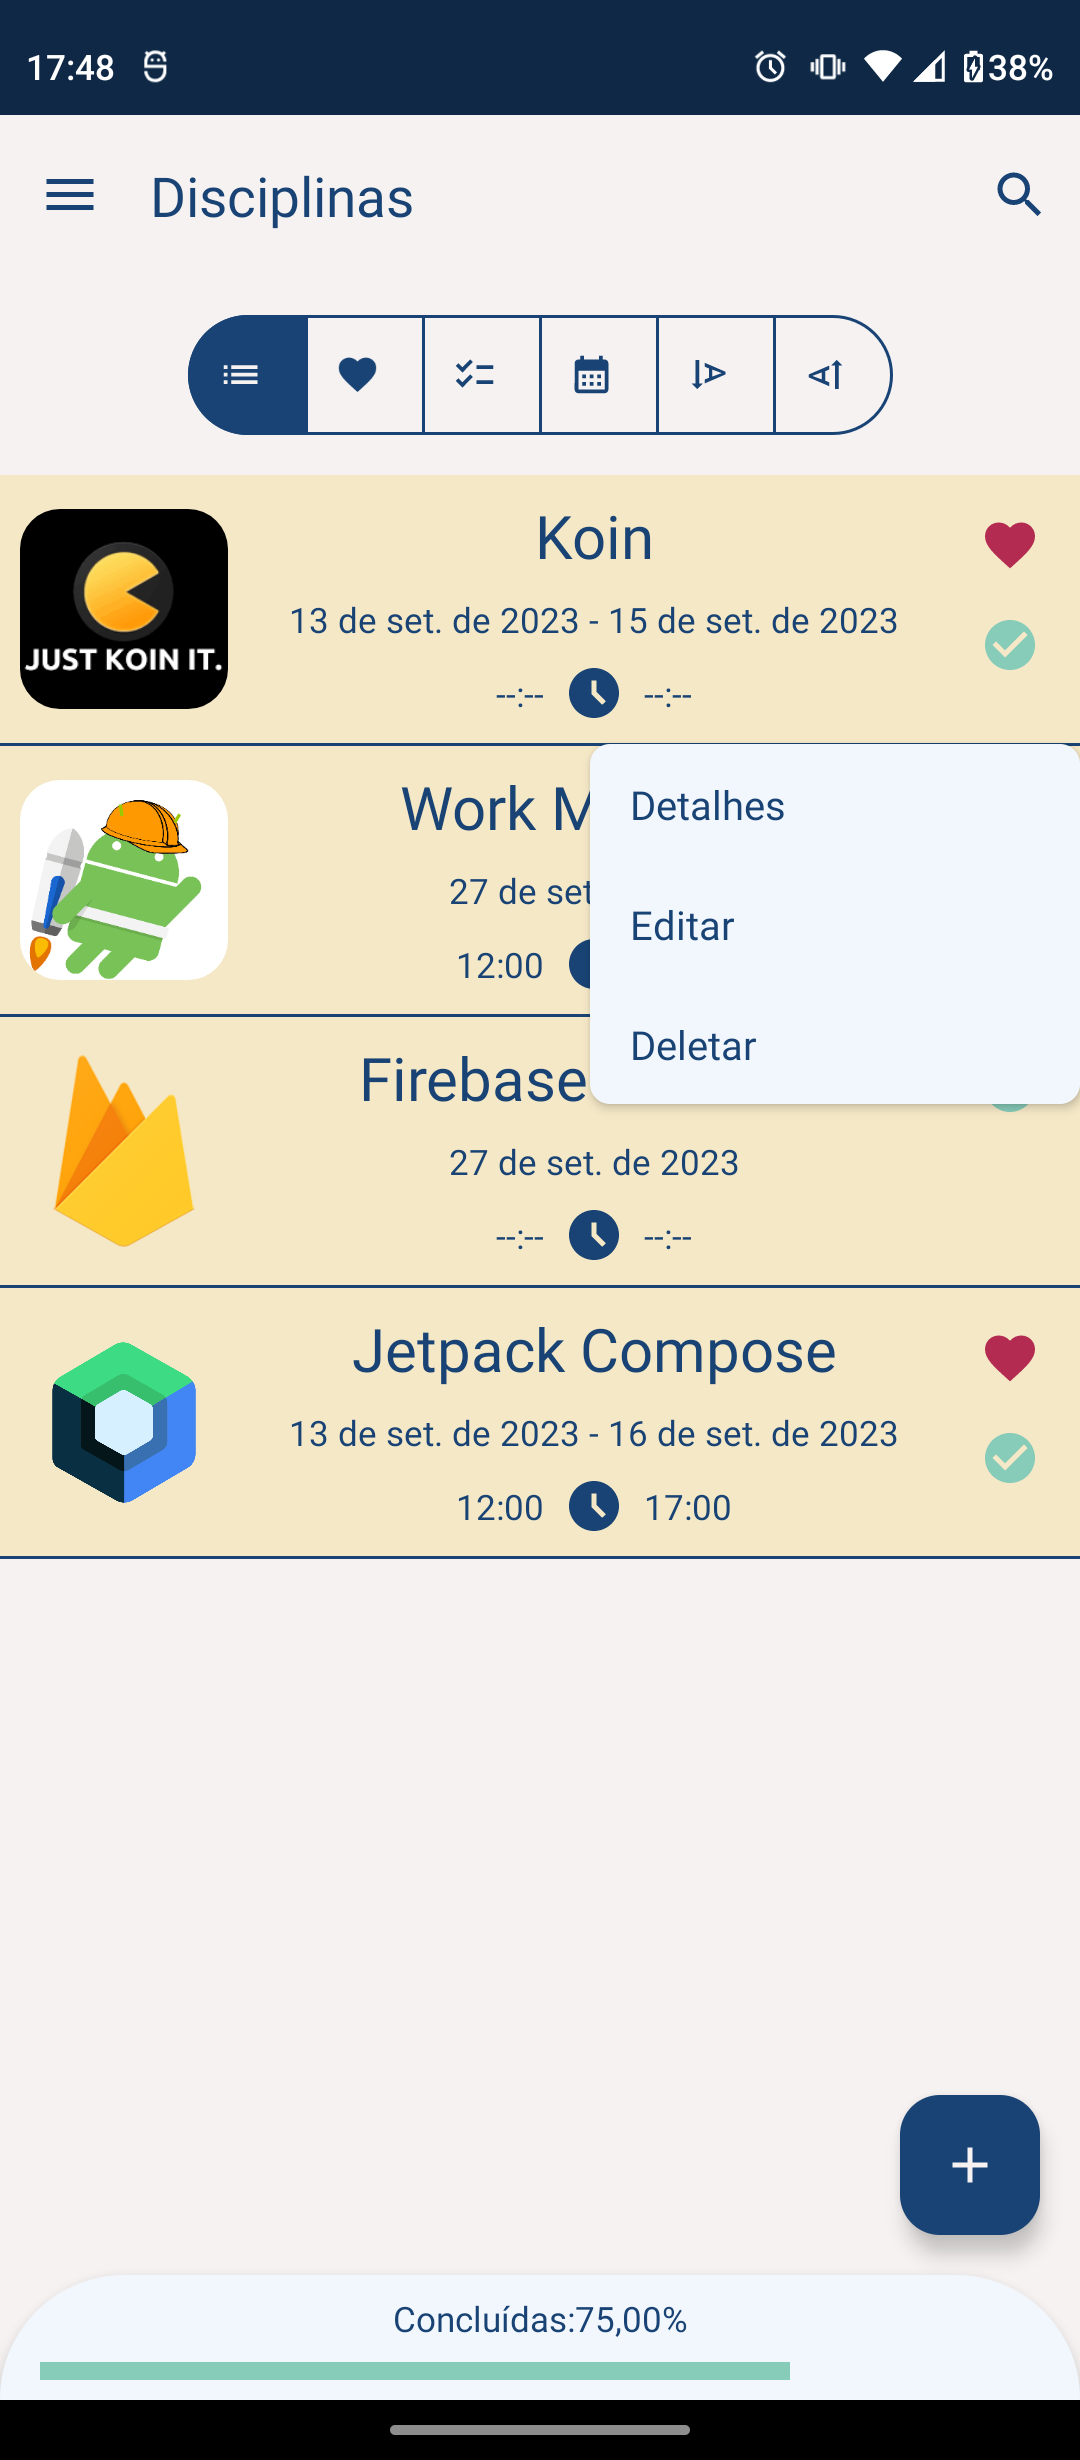 17:48
38%
Disciplinas
Koin
13 de set. de 2023 - 15 de set. de 2023
--:-- --:--
JUST KOIN IT.
Work
Detalhes
27 de set
12:00
Editar
Firebase
Deletar
27 de set. de 2023
--:-- --:--
Jetpack Compose
13 de set. de 2023 - 16 de set. de 2023
12:00 17:00
Concluídas:75,00%